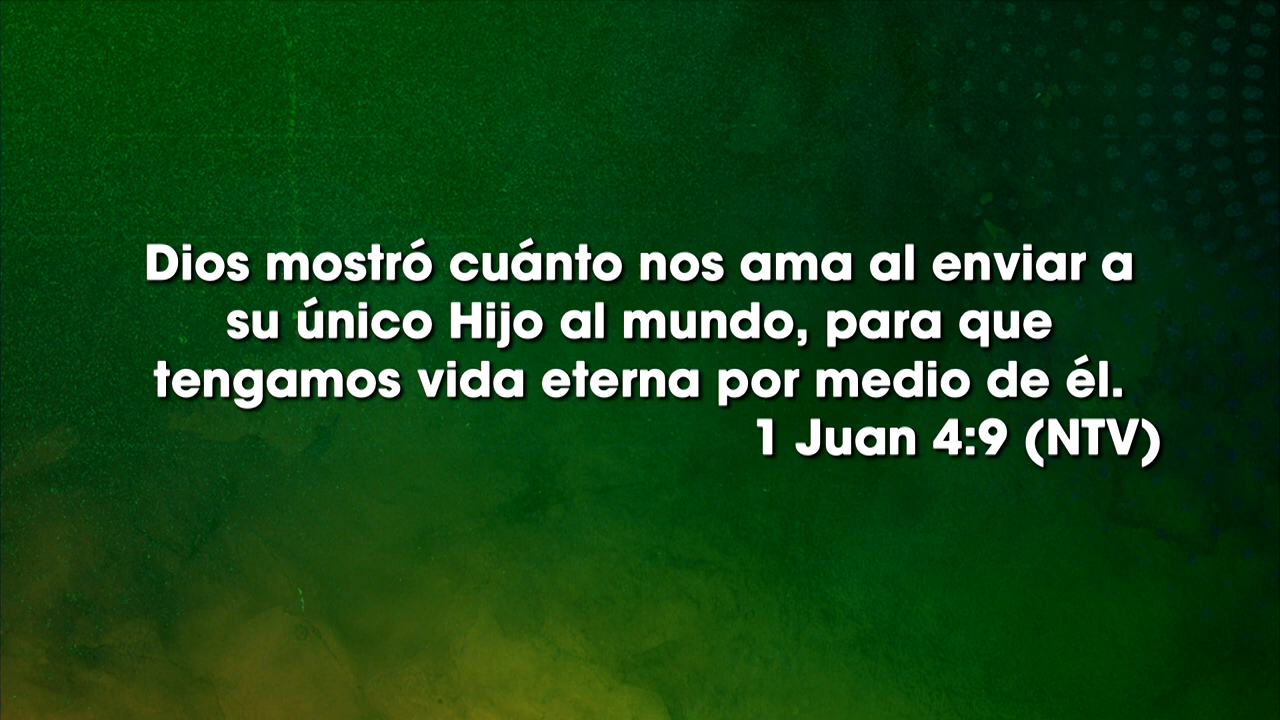 Dios mostró cuánto nos ama al enviar a
su único Hijo al mundo, para que
tengamos vida eterna por medio de él.
1 Juan 4:9 (NTV)